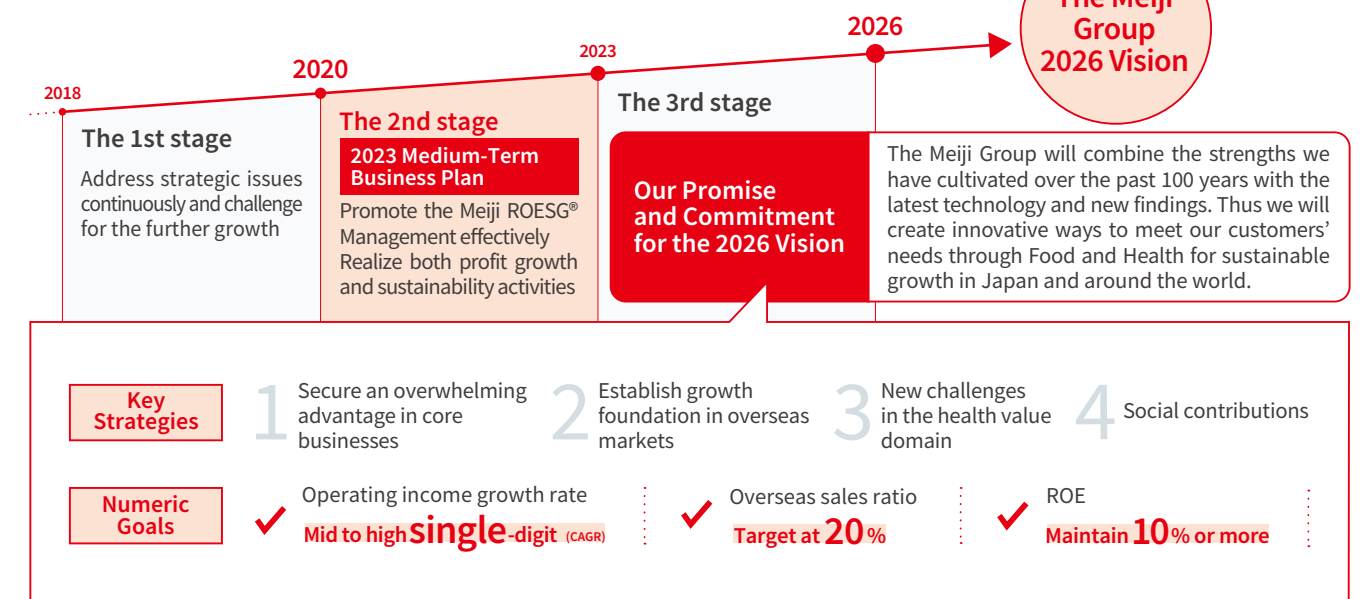 The Meiji
Group
2026 Vision
2018
2020
2023
2026
The 1st stage
Address strategic issues
continuously and challenge
for the further growth
The 2nd stage
2023 Medium-Term
Business Plan
Promote the Meiji ROESG®
Management effectively
Realize both profit growth
and sustainability activities
The 3rd stage
Our Promise
and Commitment
for the 2026 Vision
The Meiji Group will combine the strengths we
have cultivated over the past 100 years with the
latest technology and new findings. Thus we will
create innovative ways to meet our customers’
needs through Food and Health for sustainable
growth in Japan and around the world.
Key
Strategies
1
Secure an overwhelming
advantage in core
businesses
2
Establish growth
foundation in overseas
markets
3
New challenges
in the health value
domain
4
Social contributions
Numeric
Goals
Operating income growth rate
Mid to high single-digit (CAGR)
Overseas sales ratio
Target at 20%
ROE
Maintain 10% or more